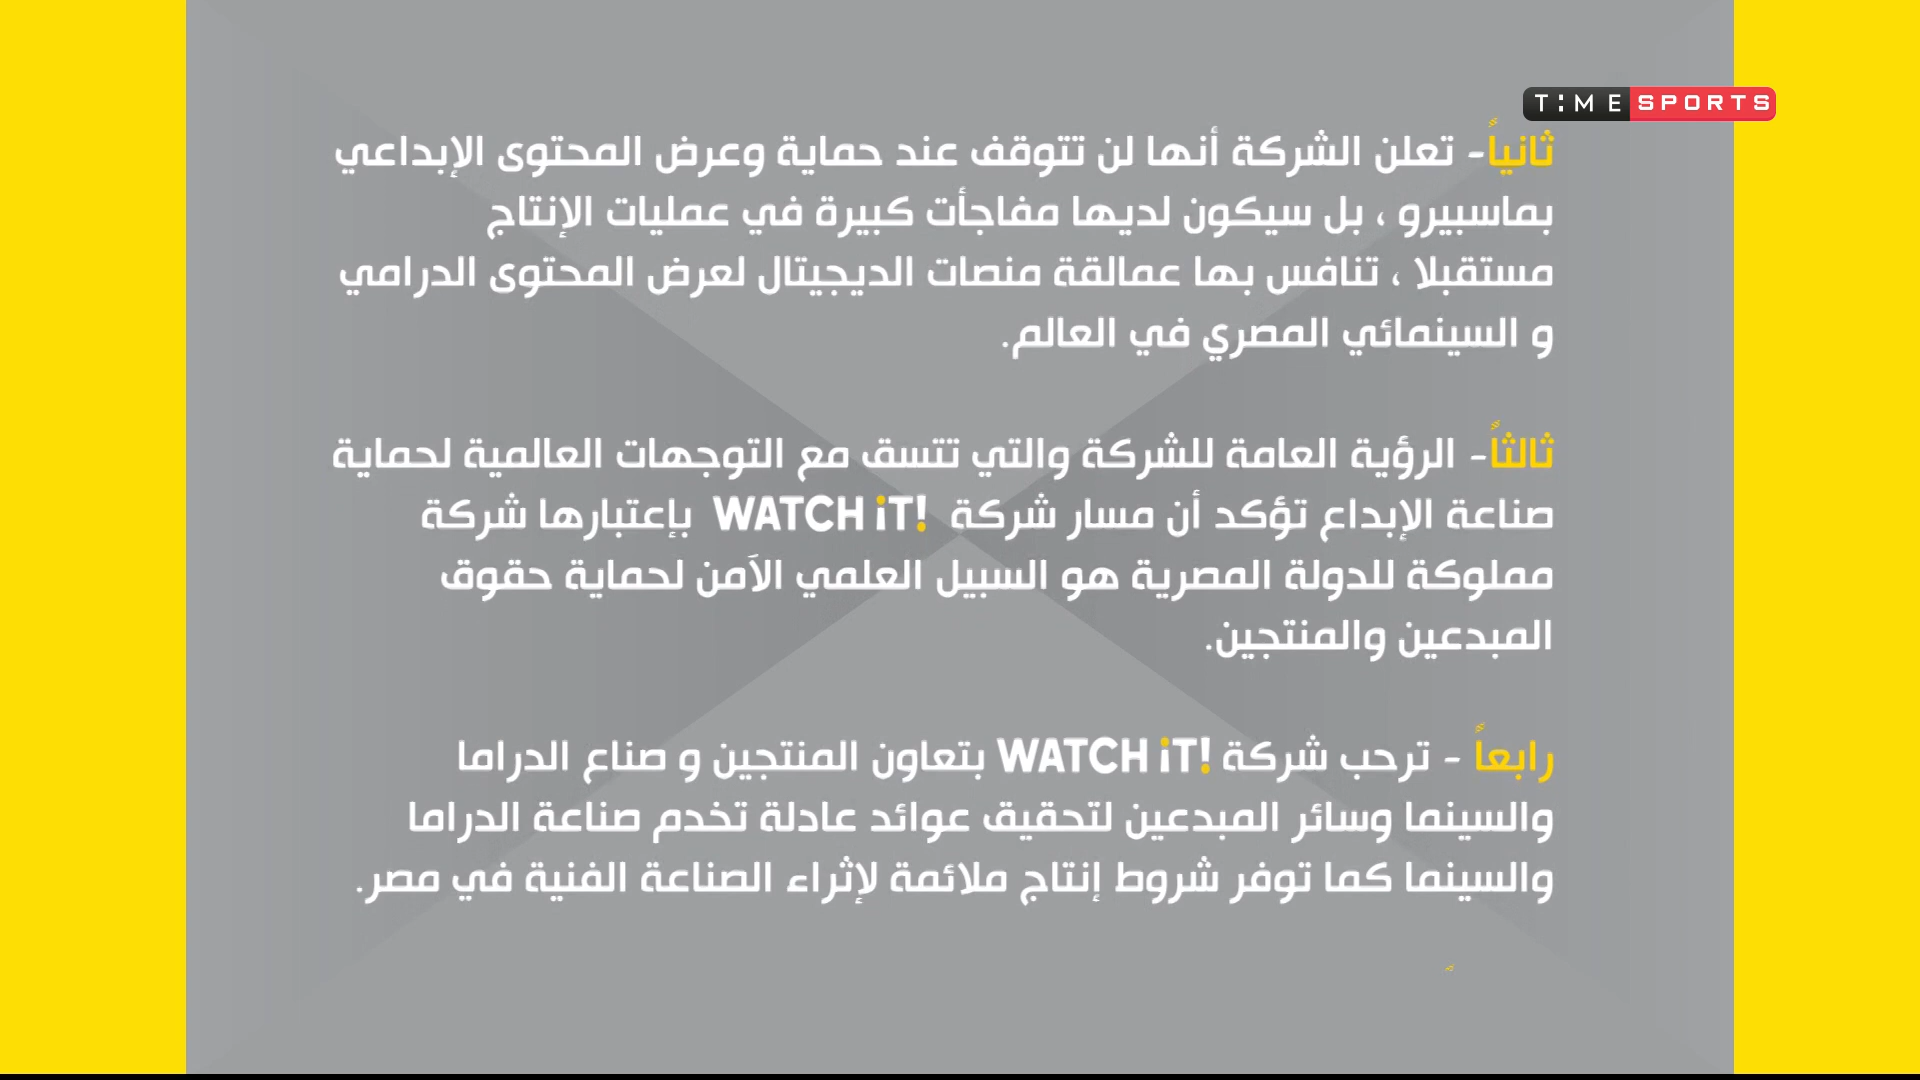 TIME SPORTS
ثانياً- تعلن الشركة أنها لن تتوقف عند حماية وعرض المحتوى الإبداعي
بماسبيرو ، بل سيكون لديها مفاجأت كبيرة في عمليات الإنتاج
مستقبلا ، تنافس بها عمالقة منصات الديجيتال لعرض المحتوى الدرامي
و السينمائي المصري في العالم.
ثالثاً- الرؤية العامة للشركة والتي تتسق مع التوجهات العالمية لحماية
صناعة الإبداع تؤكد أن مسار شركة WATCH iT! بإعتبارها شركة
مملوكة للدولة المصرية هو السبيل العلمي الآمن لحماية حقوق
المبدعين والمنتجين.
رابعاً - ترحب شركة WATCH iT! بتعاون المنتجين و صناع الدراما
والسينما وسائر المبدعين لتحقيق عوائد عادلة تخدم صناعة الدراما
والسينما كما توفر شروط إنتاج ملائمة لإثراء الصناعة الفنية في مصر.